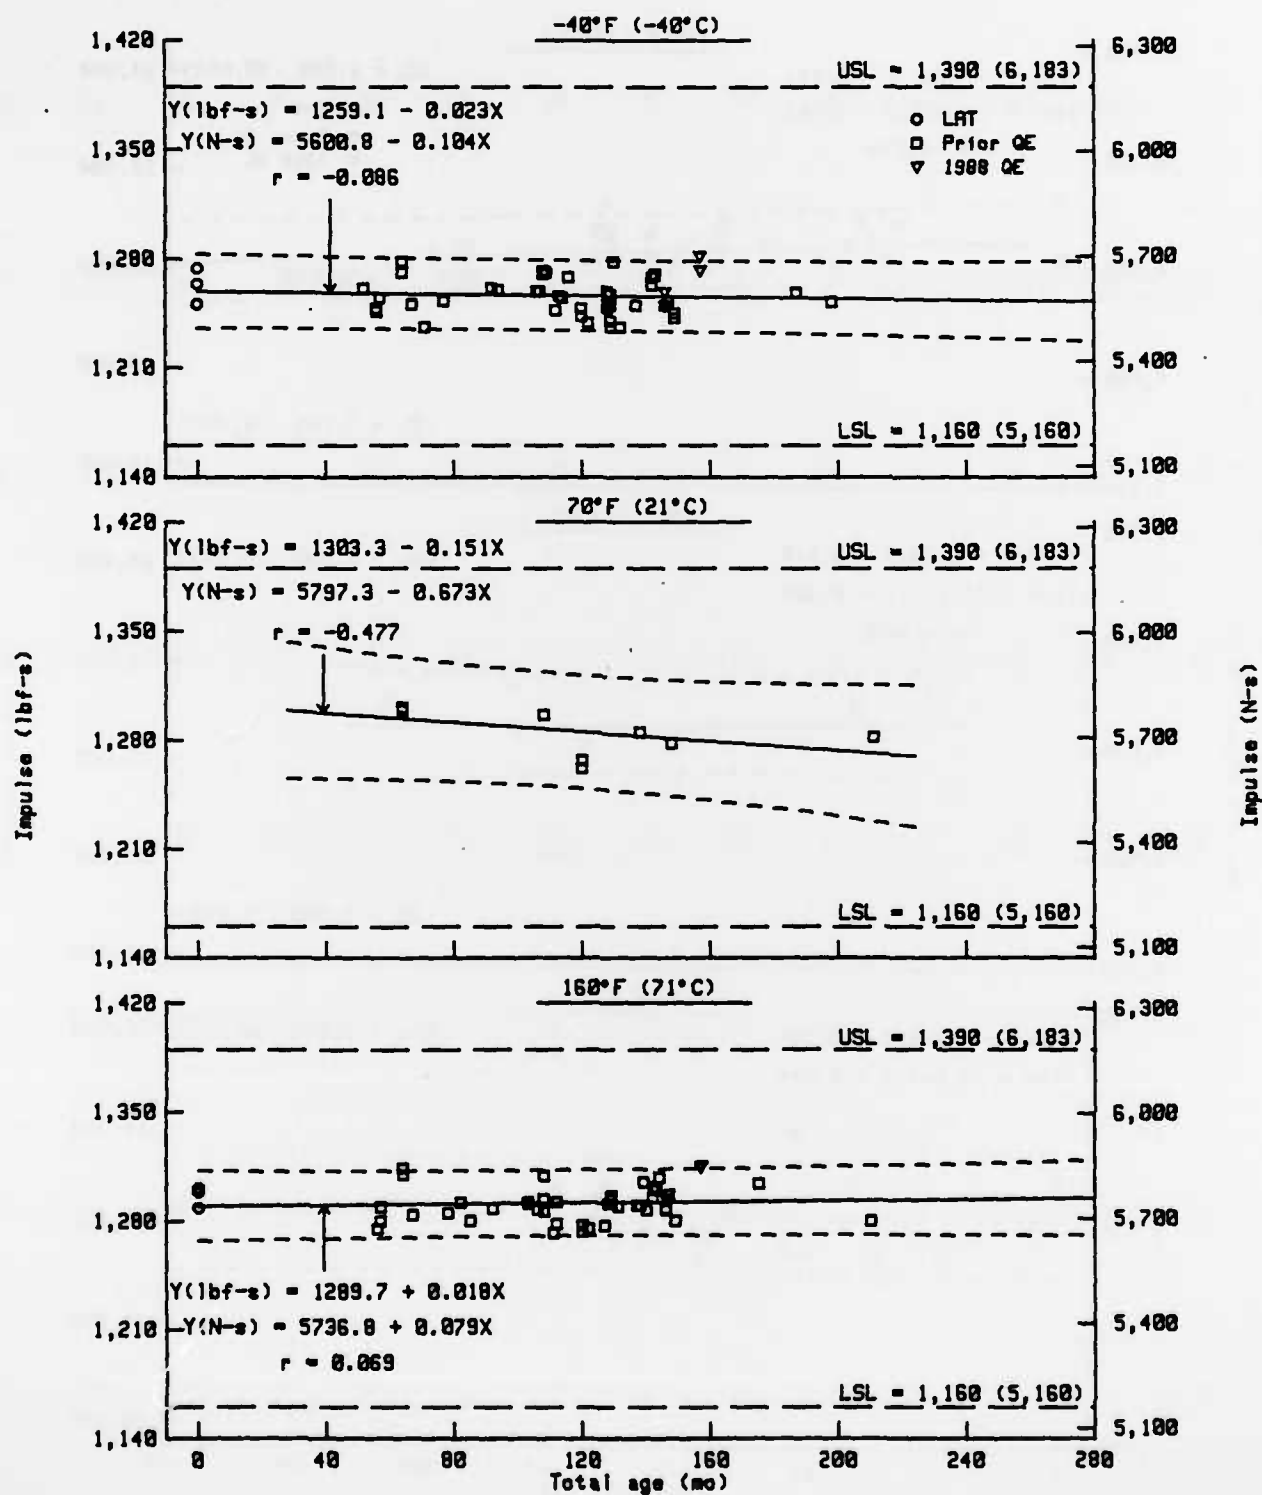 -40°F (-40°C)
1,420
6,300
USL = 1,390 (6,183)
Y(lbf-s) = 1259.1 - 0.023X
Y(N-s) = 5600.8 - 0.104X
r = -0.086
LAT
Prior QE
1988 QE
1,350
6,000
1,280
5,700
1,210
5,400
LSL = 1,160 (5,160)
1,140
5,100
70°F (21°C)
1,420
6,300
Y(lbf-s) = 1303.3 - 0.151X
USL = 1,390 (6,183)
Y(N-s) = 5797.3 - 0.673X
r = -0.477
1,350
6,000
Impulse (lbf-s)
Impulse (N-s)
1,280
5,700
1,210
5,400
LSL = 1,160 (5,160)
1,140
5,100
160°F (71°C)
1,420
6,300
USL = 1,390 (6,183)
1,350
6,000
1,280
5,700
Y(lbf-s) = 1289.7 + 0.018X
1,210
Y(N-s) = 5736.8 + 0.079X
5,400
r = 0.069
LSL = 1,160 (5,160)
1,140
5,100
0 40 80 120 160 200 240 280
Total age (mo)